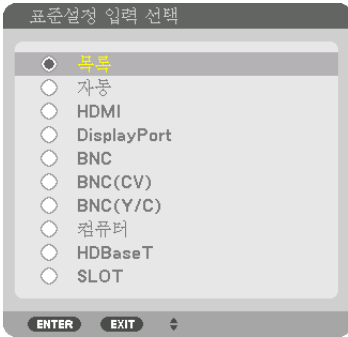 표준설정 입력 선택
목록
자동
HDMI
DisplayPort
BNC
BNC(CV)
BNC(Y/C)
컴퓨터
HDBaseT
SLOT
ENTER EXIT